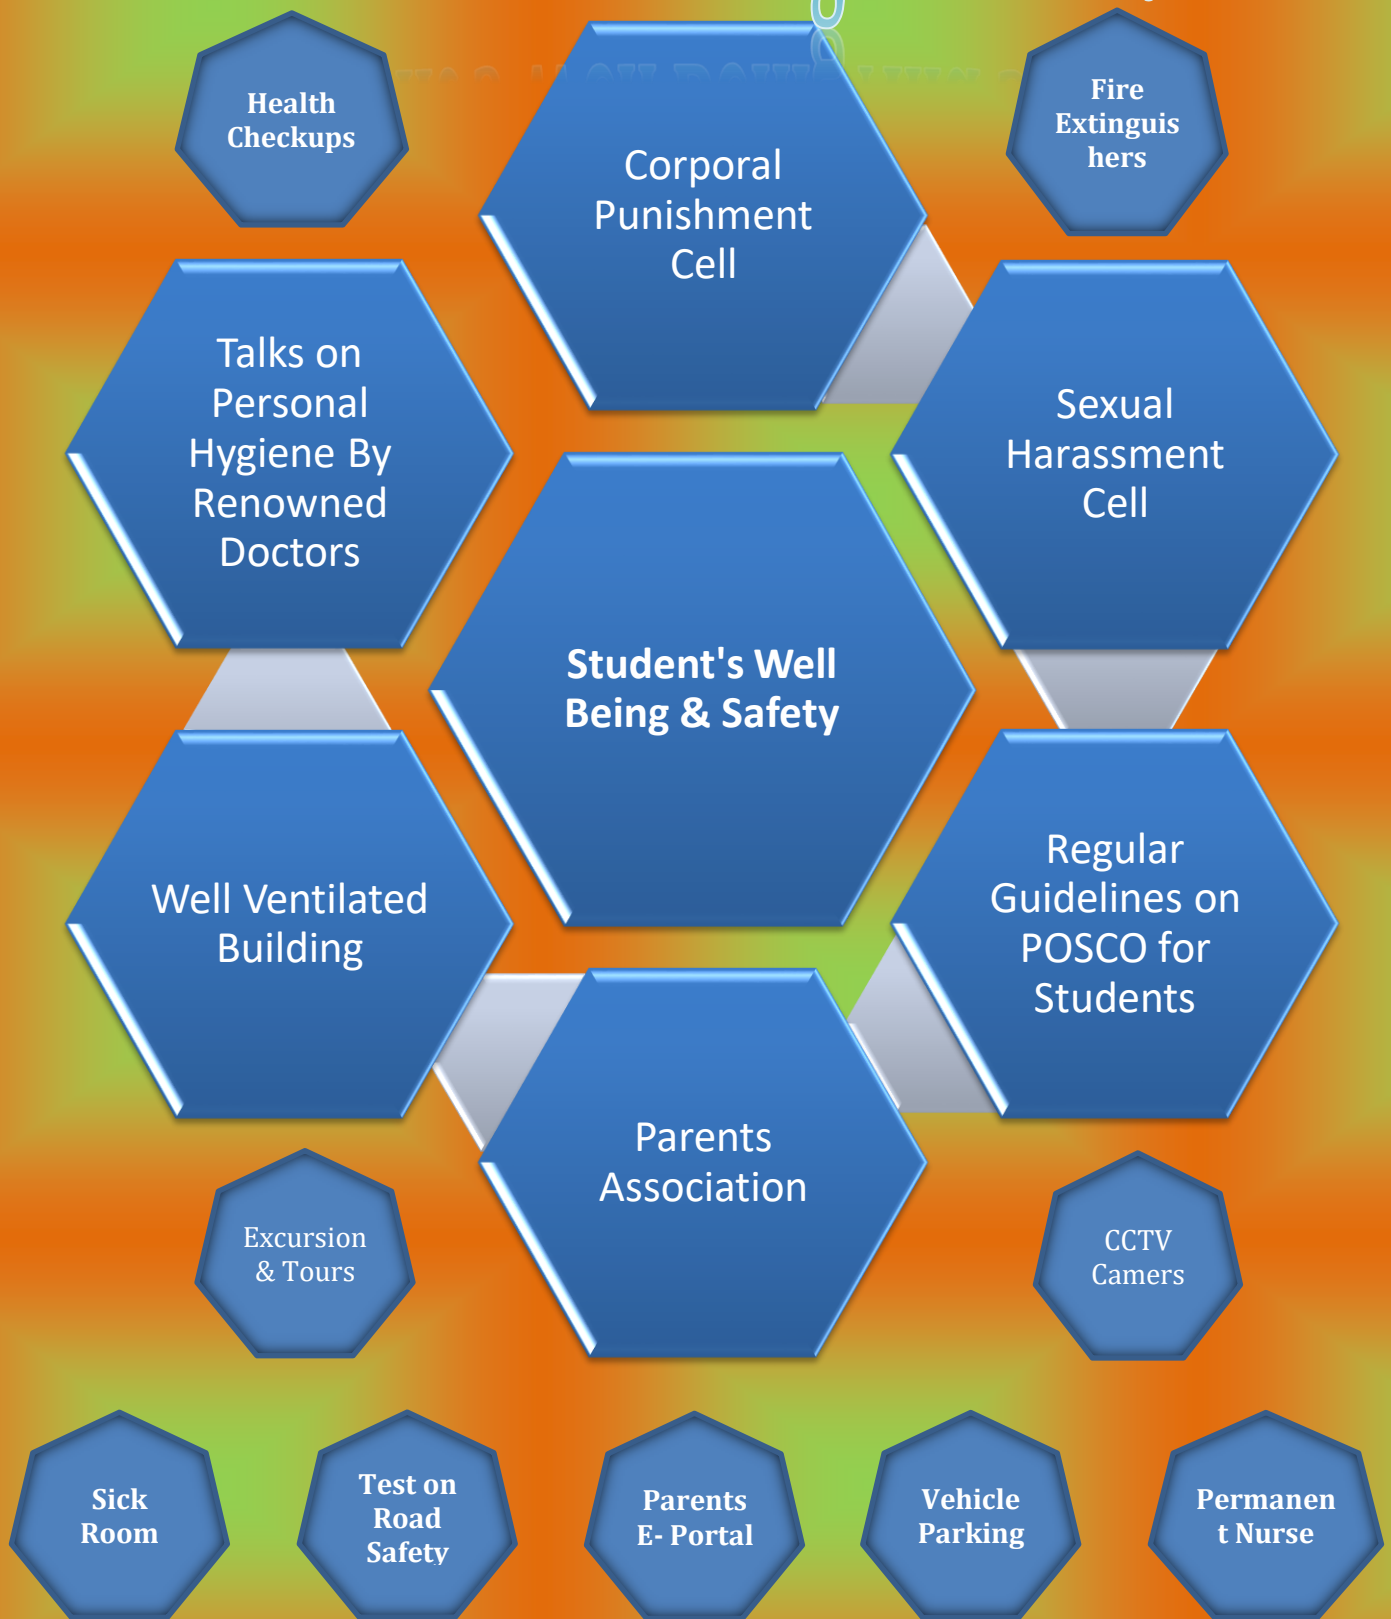 Health
Checkups
Fire
Extinguis
hers
Corporal
Punishment
Cell
Talks on
Personal
Hygiene By
Renowned
Doctors
Sexual
Harassment
Cell
Student's Well
Being & Safety
Well Ventilated
Building
Regular
Guidelines on
POSCO for
Students
Parents
Association
Excursion
& Tours
CCTV
Camers
Sick
Room
Test on
Road
Safety
Parents
E- Portal
Vehicle
Parking
Permanen
t Nurse